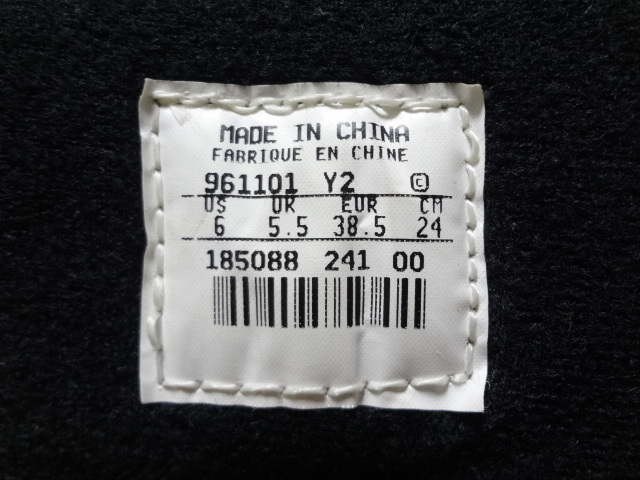 MADE IN CHINA
FABRIQUE EN CHINE
961101 Y2 ©
US UK EUR CM
6 5.5 38.5 24
185088 241 00